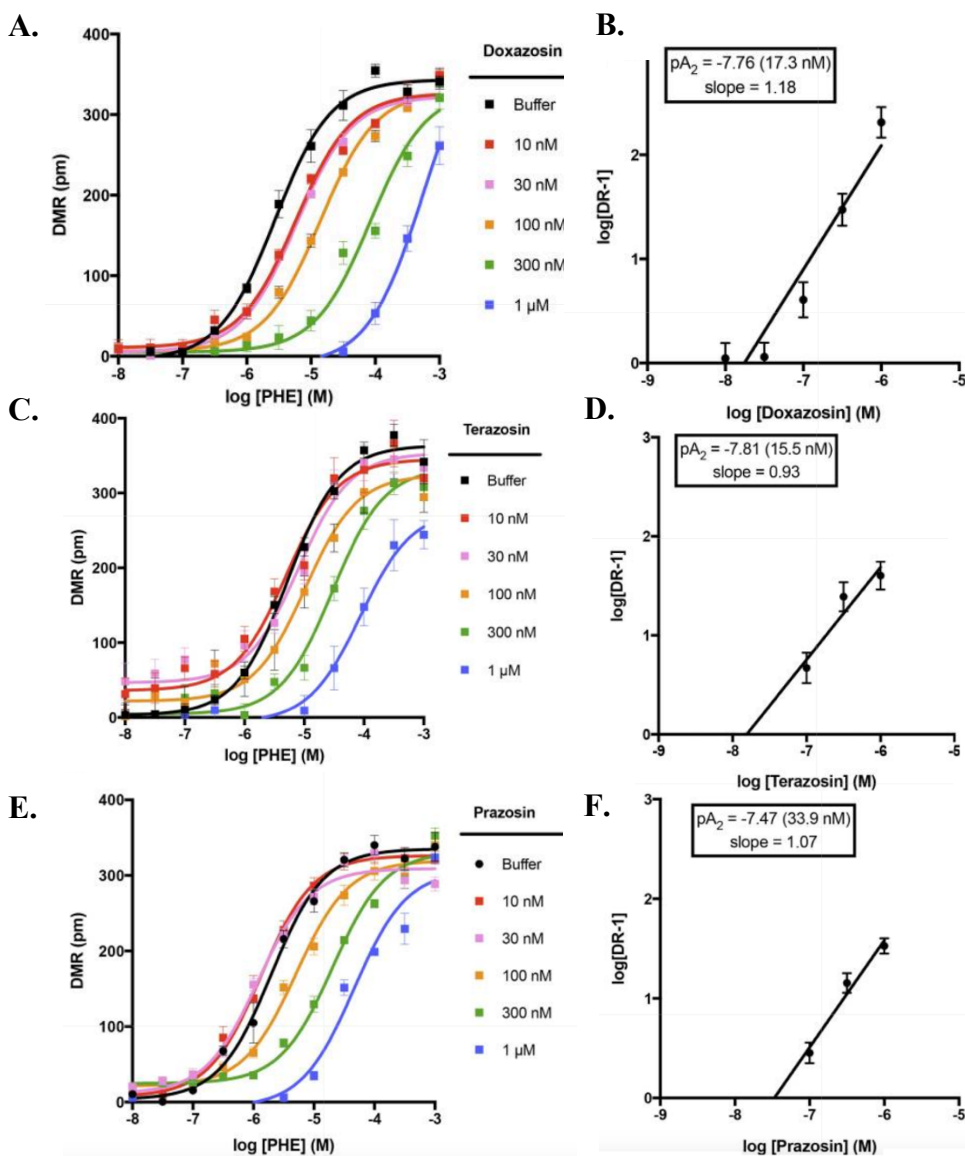 A.
400
300
200
100
0
DMR (pm)
-8
-7
-6
-5
-4
-3
log [PHE] (M)
Doxazosin
Buffer
10 nM
30 nM
100 nM
300 nM
1 µM
B.
pA2 = -7.76 (17.3 nM)
slope = 1.18
2
1
0
log[DR-1]
-9
-8
-7
-6
-5
log [Doxazosin] (M)
C.
400
300
200
100
0
DMR (pm)
-8
-7
-6
-5
-4
-3
log [PHE] (M)
Terazosin
Buffer
10 nM
30 nM
100 nM
300 nM
1 µM
D.
pA2 = -7.81 (15.5 nM)
slope = 0.93
3
2
1
0
log[DR-1]
-9
-8
-7
-6
-5
log [Terazosin] (M)
E.
400
300
200
100
0
DMR (pm)
-8
-7
-6
-5
-4
-3
log [PHE] (M)
Prazosin
Buffer
10 nM
30 nM
100 nM
300 nM
1 µM
F.
pA2 = -7.47 (33.9 nM)
slope = 1.07
3
2
1
0
log[DR-1]
-9
-8
-7
-6
-5
log [Prazosin] (M)